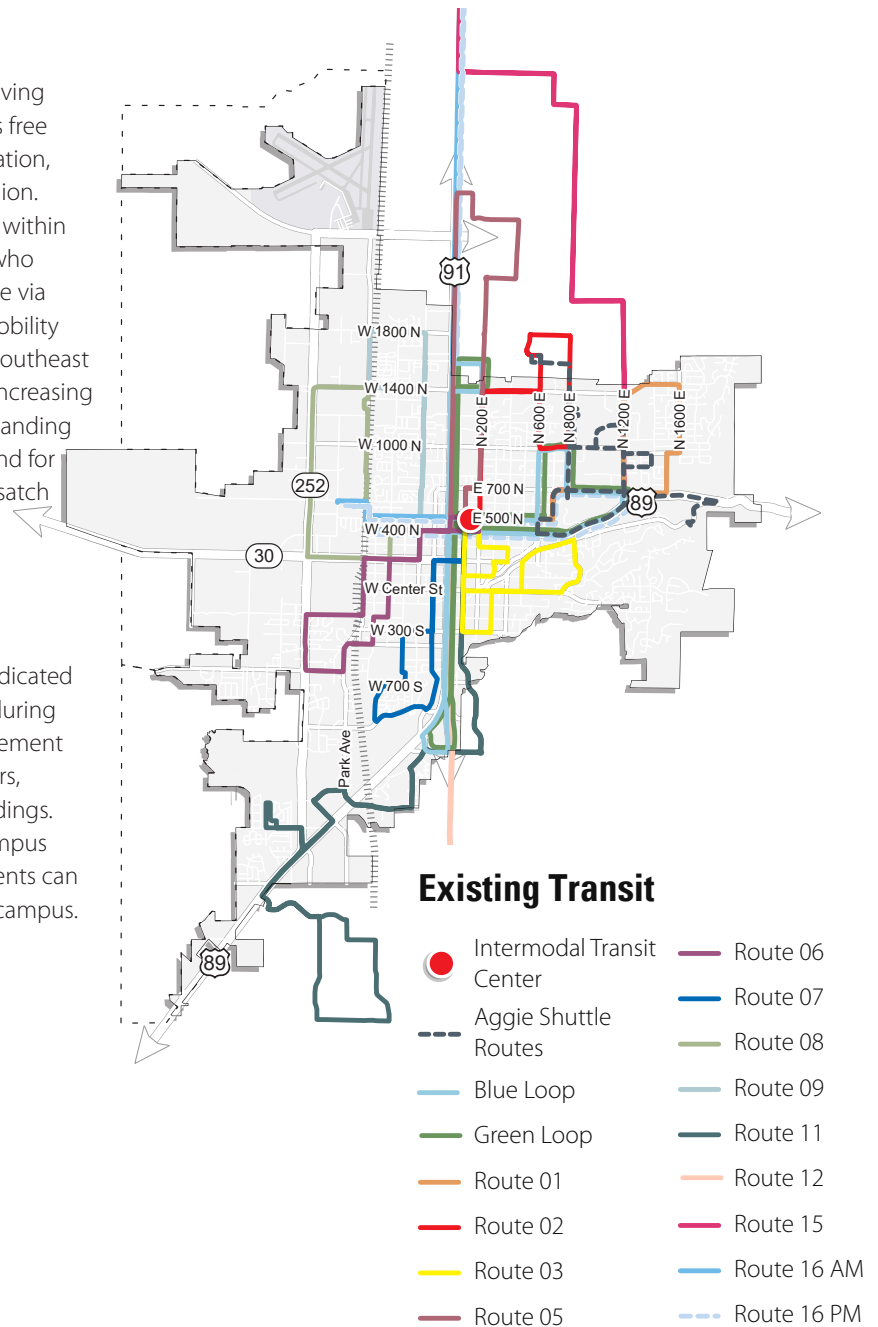 ving
s free
ation,
ion.
within
who
e via
obility
outheast
ncreasing
anding
nd for
satch
dicated
during
ement
rs,
dings.
mpus
ents can
campus.
91
W 1800 N
W 1400 N
W 1000 N
N 200 E
N 600 E
N 800 E
N 1200 E
N 1600 E
E 700 N
E 500 N
252
89
W 400 N
30
W Center St
W 300 S
W 700 S
Park Ave
89
Existing Transit
Intermodal Transit
Center
Aggie Shuttle
Routes
Blue Loop
Green Loop
Route 01
Route 02
Route 03
Route 05
Route 06
Route 07
Route 08
Route 09
Route 11
Route 12
Route 15
Route 16 AM
Route 16 PM